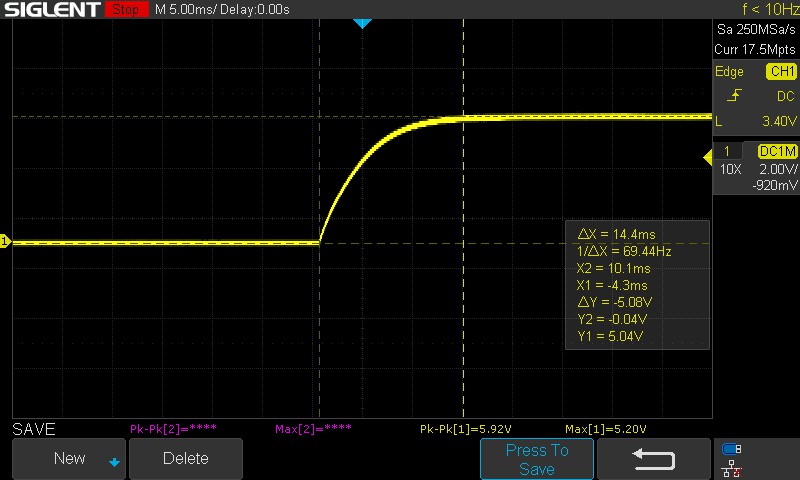 SIGLENT Stop M 5.00ms/ Delay:0.00s f < 10Hz
Sa 250MSa/s
Curr 17.5Mpts
Edge CH1
DC
L 3.40V
1 DC1M
10X 2.00V/
-920mV
1
ΔX = 14.4ms
1/ΔX = 69.44Hz
X2 = 10.1ms
X1 = -4.3ms
ΔY = -5.08V
Y2 = -0.04V
Y1 = 5.04V
SAVE Pk-Pk[2]=**** Max[2]=**** Pk-Pk[1]=5.92V Max[1]=5.20V
New Delete Press To
Save